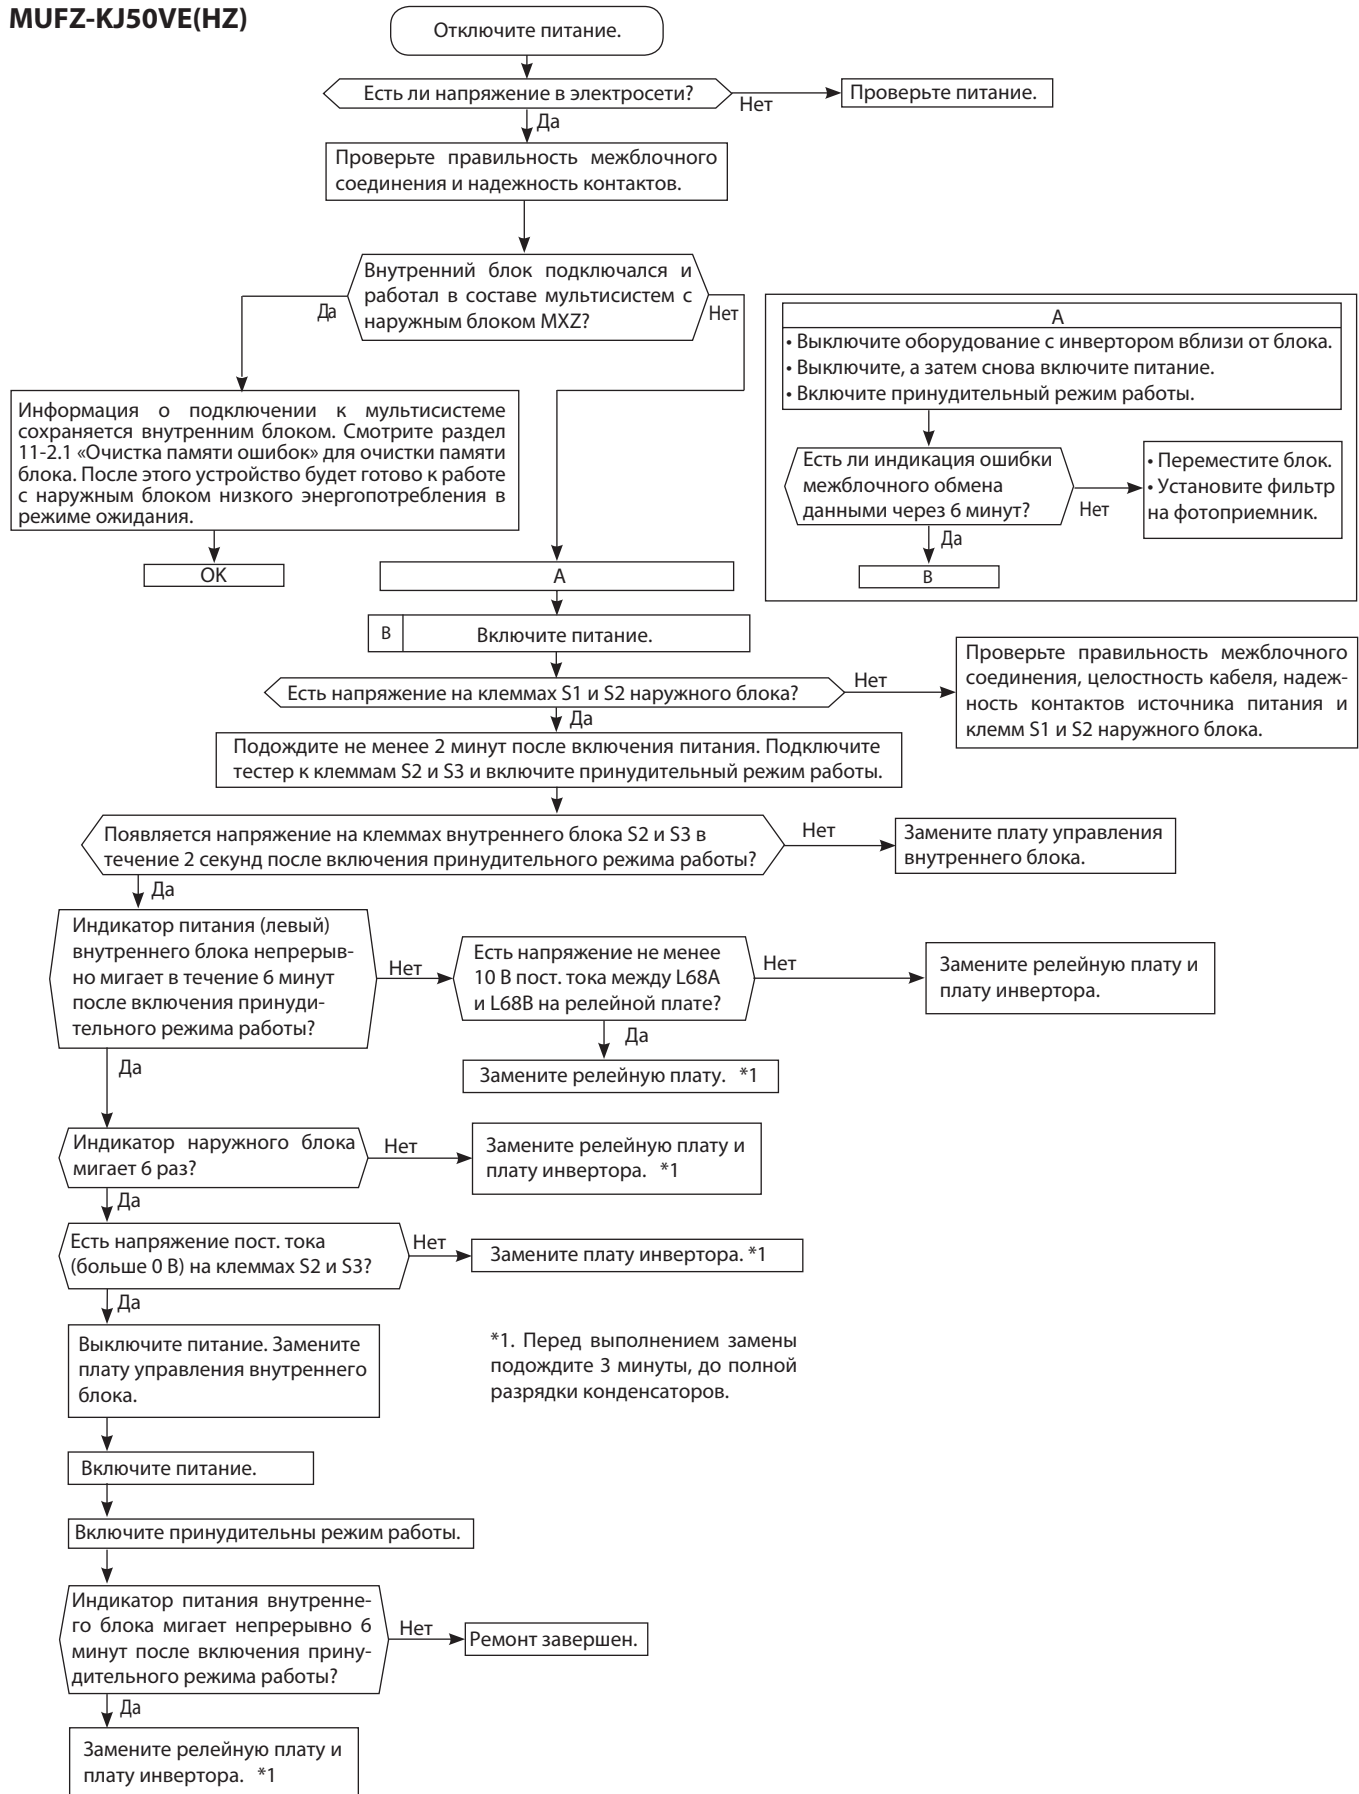 MUFZ-KJ50VE(HZ)
Отключите питание.
Есть ли напряжение в электросети?
Нет
Проверьте питание.
Да
Проверьте правильность межблочного
соединения и надежность контактов.
Внутренний блок подключался и
работал в составе мультисистем с
наружным блоком MXZ?
Да
Нет
Информация о подключении к мультисистеме
сохраняется внутренним блоком. Смотрите раздел
11-2.1 «Очистка памяти ошибок» для очистки памяти
блока. После этого устройство будет готово к работе
с наружным блоком низкого энергопотребления в
режиме ожидания.
OK
A
• Выключите оборудование с инвертором вблизи от блока.
• Выключите, а затем снова включите питание.
• Включите принудительный режим работы.
Есть ли индикация ошибки
межблочного обмена
данными через 6 минут?
Нет
• Переместите блок.
• Установите фильтр
на фотоприемник.
Да
B
A
B
Включите питание.
Есть напряжение на клеммах S1 и S2 наружного блока?
Нет
Проверьте правильность межблочного
соединения, целостность кабеля, надеж-
ность контактов источника питания и
клемм S1 и S2 наружного блока.
Да
Подождите не менее 2 минут после включения питания. Подключите
тестер к клеммам S2 и S3 и включите принудительный режим работы.
Появляется напряжение на клеммах внутреннего блока S2 и S3 в
течение 2 секунд после включения принудительного режима работы?
Нет
Замените плату управления
внутреннего блока.
Да
Индикатор питания (левый)
внутреннего блока непрерыв-
но мигает в течение 6 минут
после включения принуди-
тельного режима работы?
Нет
Есть напряжение не менее
10 В пост. тока между L68A
и L68B на релейной плате?
Нет
Замените релейную плату и
плату инвертора.
Да
Замените релейную плату. *1
Да
Индикатор наружного блока
мигает 6 раз?
Нет
Замените релейную плату и
плату инвертора. *1
Да
Есть напряжение пост. тока
(больше 0 В) на клеммах S2 и S3?
Нет
Замените плату инвертора. *1
Да
Выключите питание. Замените
плату управления внутреннего
блока.
*1. Перед выполнением замены
подождите 3 минуты, до полной
разрядки конденсаторов.
Включите питание.
Включите принудительны режим работы.
Индикатор питания внутренне-
го блока мигает непрерывно 6
минут после включения прину-
дительного режима работы?
Нет
Ремонт завершен.
Да
Замените релейную плату и
плату инвертора. *1